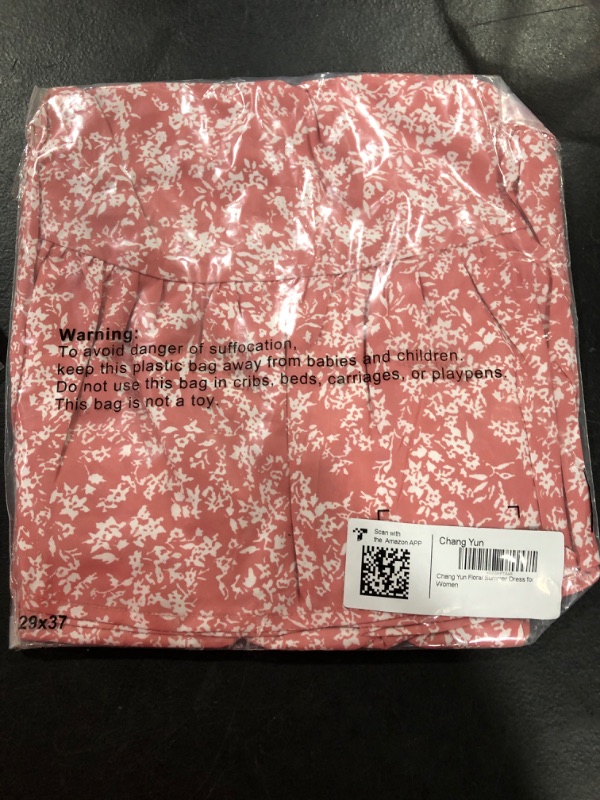 Warning:
To avoid danger of suffocation,
keep this plastic bag away from babies and children.
Do not use this bag in cribs, beds, carriages, or playpens.
This bag is not a toy.
Scan with
the Amazon APP
Chang Yun
Chang Yun Floral Summer Dress for
Women
29x37